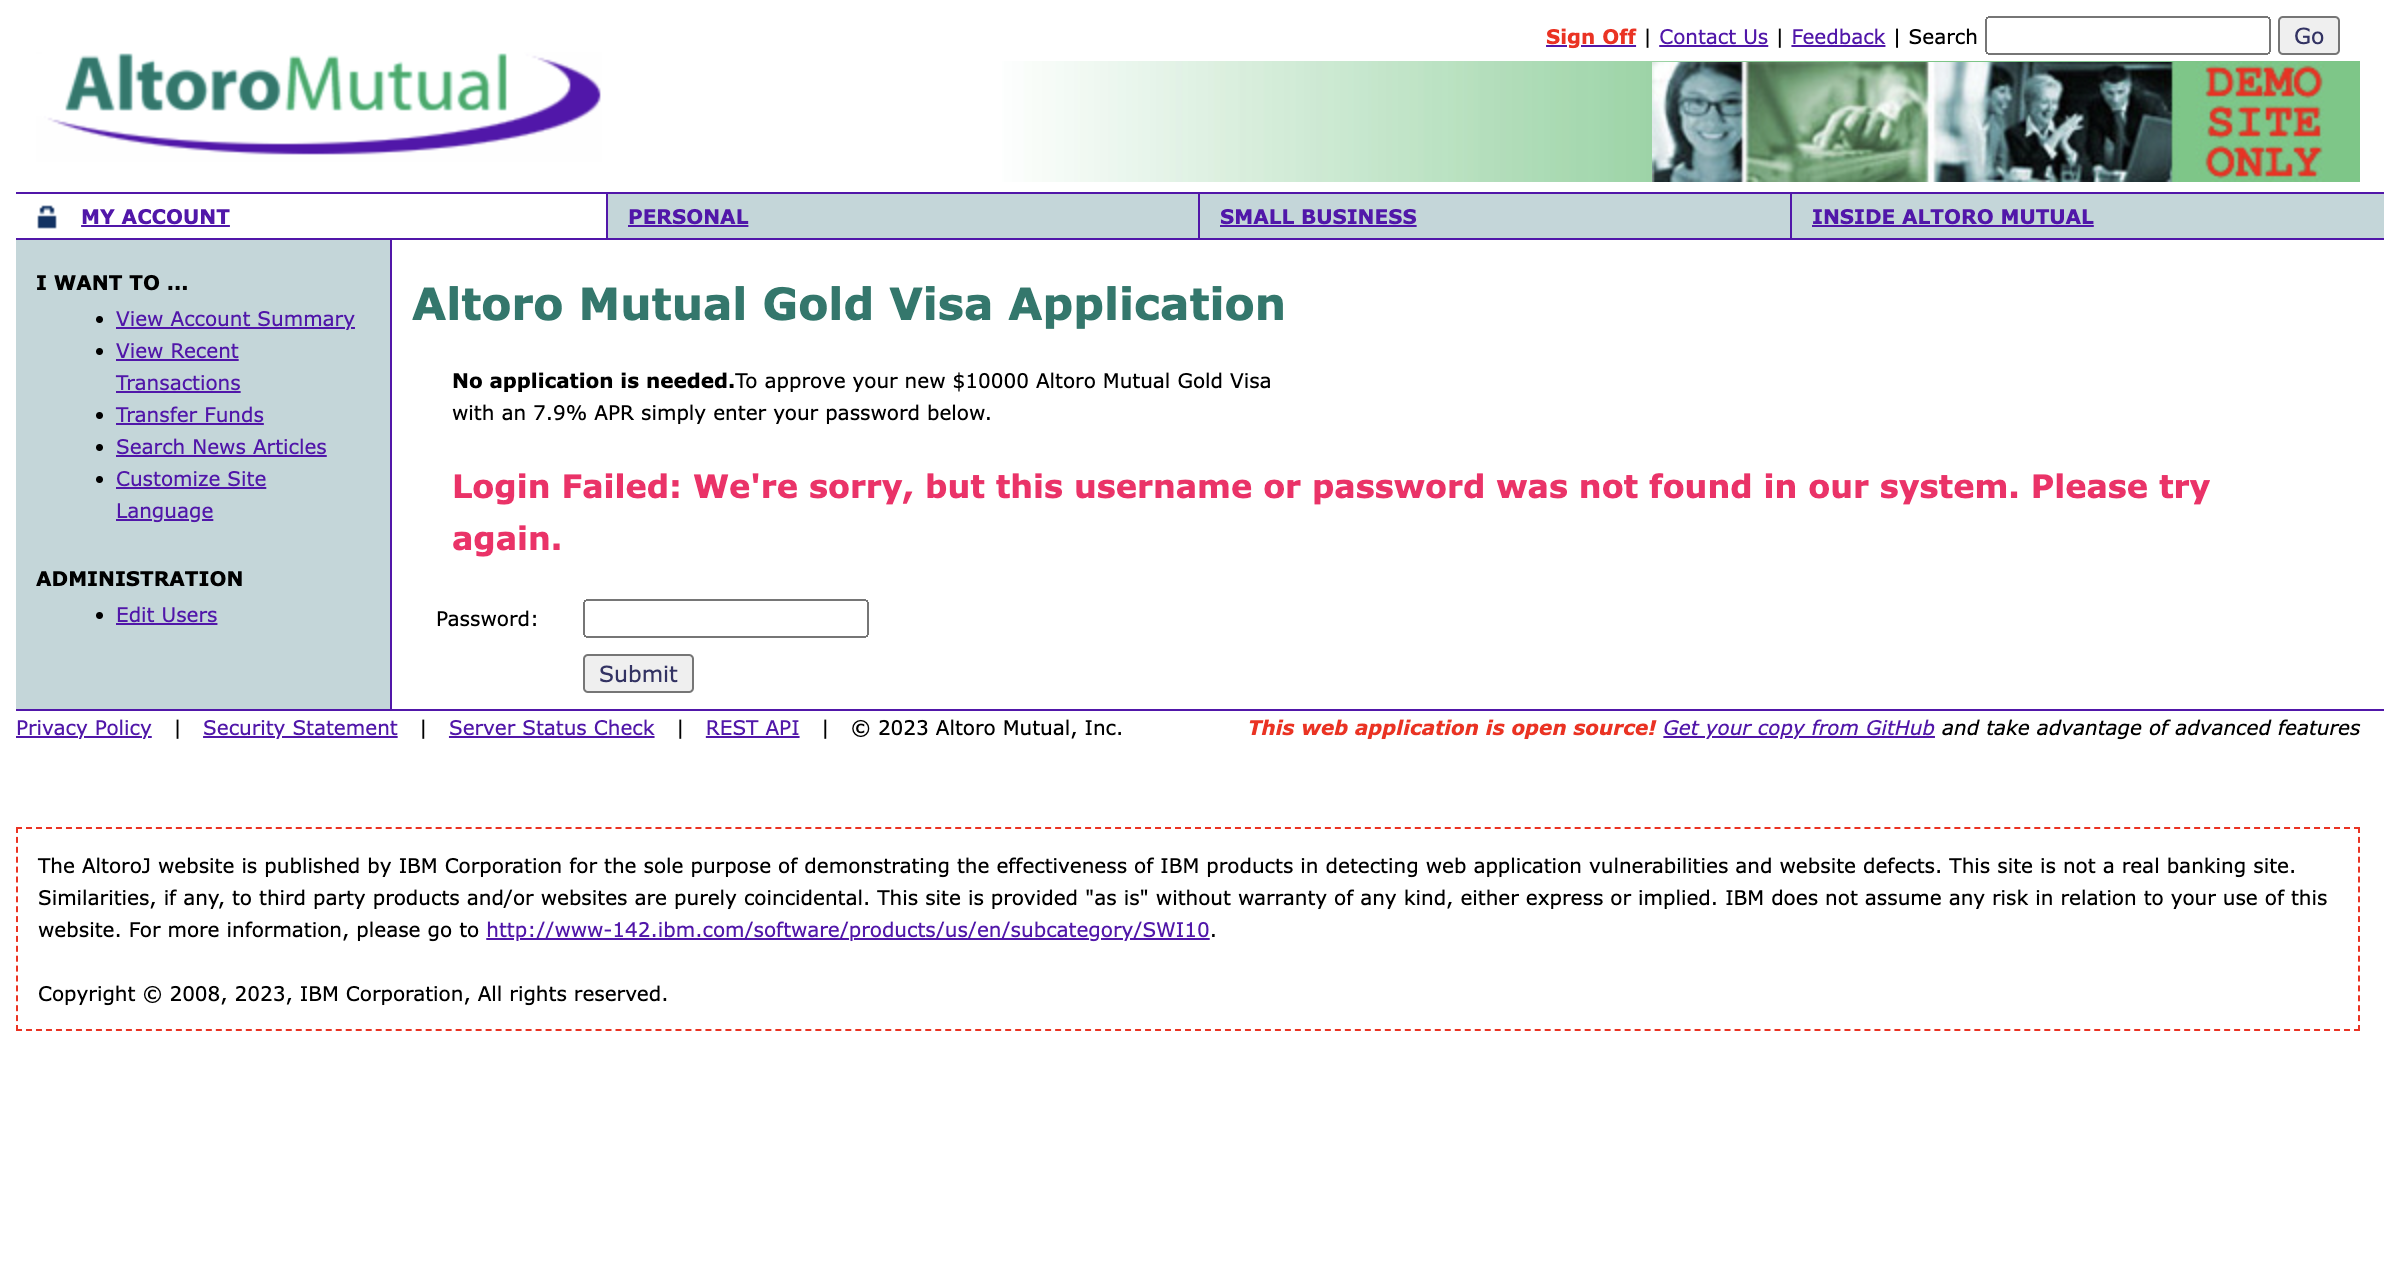 Sign Off | Contact Us | Feedback | Search Go
AltoroMutual
DEMO
SITE
ONLY
MY ACCOUNT
PERSONAL
SMALL BUSINESS
INSIDE ALTORO MUTUAL
I WANT TO ...
• View Account Summary
• View Recent
Transactions
• Transfer Funds
• Search News Articles
• Customize Site
Language
ADMINISTRATION
• Edit Users
Altoro Mutual Gold Visa Application
No application is needed.To approve your new $10000 Altoro Mutual Gold Visa
with an 7.9% APR simply enter your password below.
Login Failed: We're sorry, but this username or password was not found in our system. Please try
again.
Password:
Submit
Privacy Policy | Security Statement | Server Status Check | REST API | © 2023 Altoro Mutual, Inc.
This web application is open source! Get your copy from GitHub and take advantage of advanced features
The AltoroJ website is published by IBM Corporation for the sole purpose of demonstrating the effectiveness of IBM products in detecting web application vulnerabilities and website defects. This site is not a real banking site.
Similarities, if any, to third party products and/or websites are purely coincidental. This site is provided "as is" without warranty of any kind, either express or implied. IBM does not assume any risk in relation to your use of this
website. For more information, please go to http://www-142.ibm.com/software/products/us/en/subcategory/SWI10.
Copyright © 2008, 2023, IBM Corporation, All rights reserved.